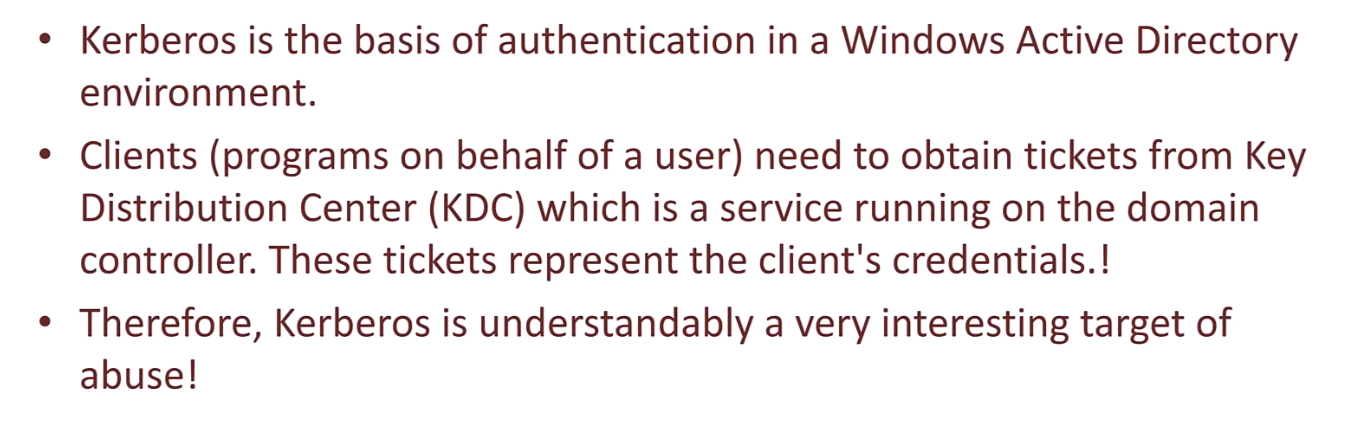 • Kerberos is the basis of authentication in a Windows Active Directory
environment.
• Clients (programs on behalf of a user) need to obtain tickets from Key
Distribution Center (KDC) which is a service running on the domain
controller. These tickets represent the client's credentials.!
• Therefore, Kerberos is understandably a very interesting target of
abuse!